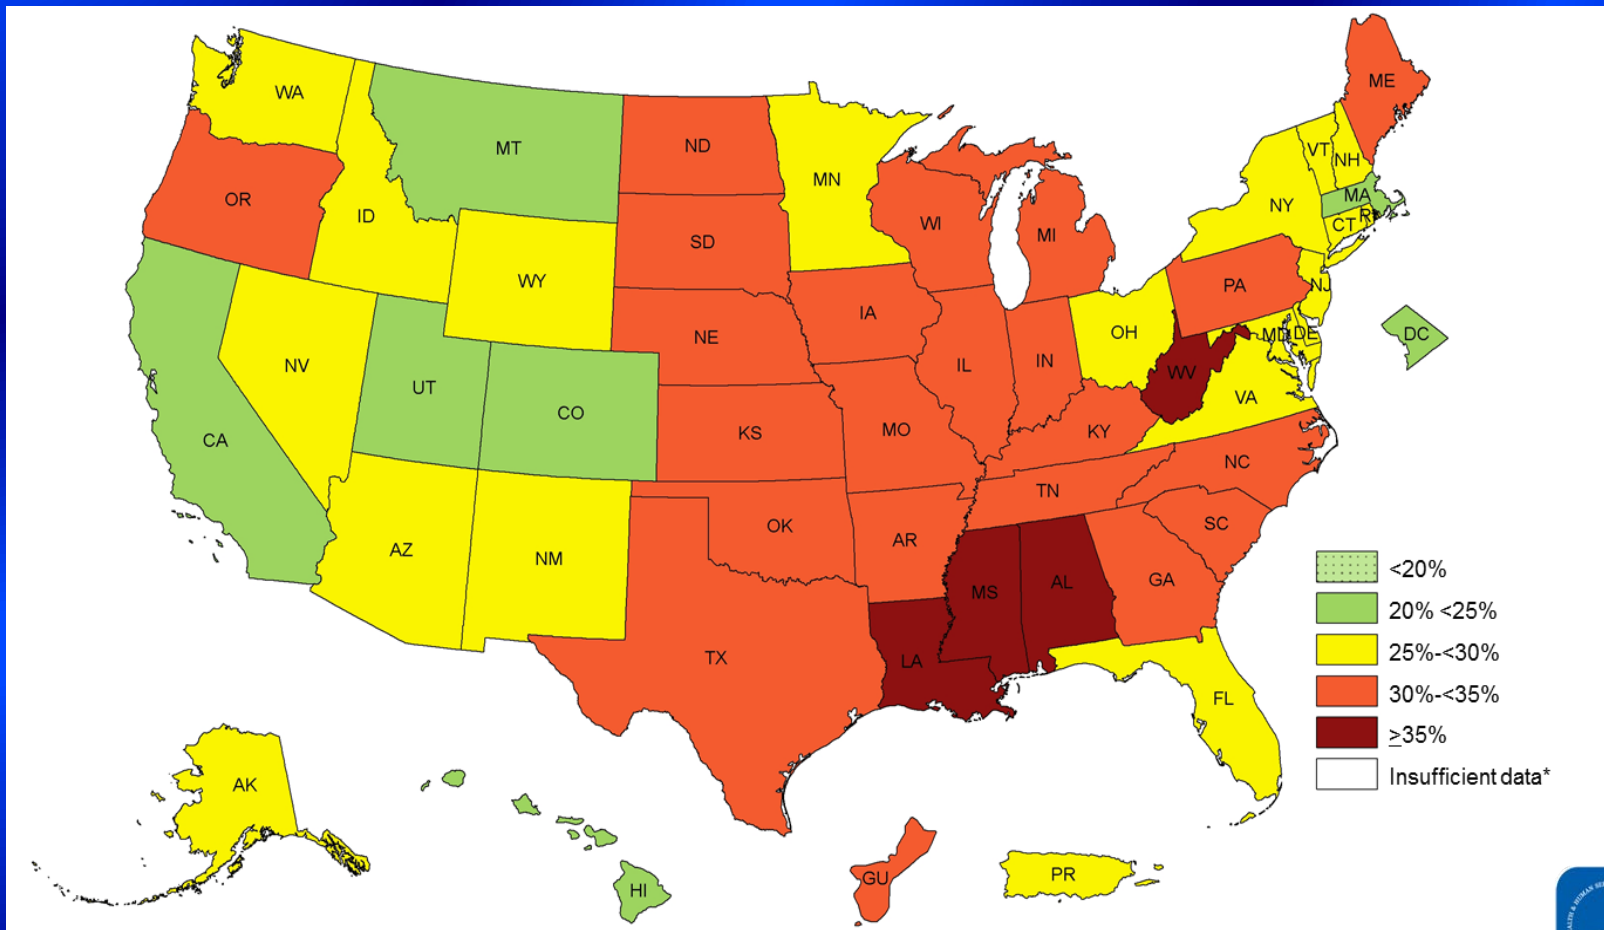 WA
MT
ND
MN
ME
VT
NH
OR
ID
SD
WI
MI
NY
MA
CT
WY
NE
IA
PA
NJ
OH
MD
DE
DC
NV
UT
CO
IL
IN
WV
VA
CA
KS
MO
KY
NC
TN
AZ
NM
OK
AR
SC
MS
AL
GA
TX
LA
FL
AK
HI
GU
PR
<20%
20% <25%
25%-<30%
30%-<35%
≥35%
Insufficient data*